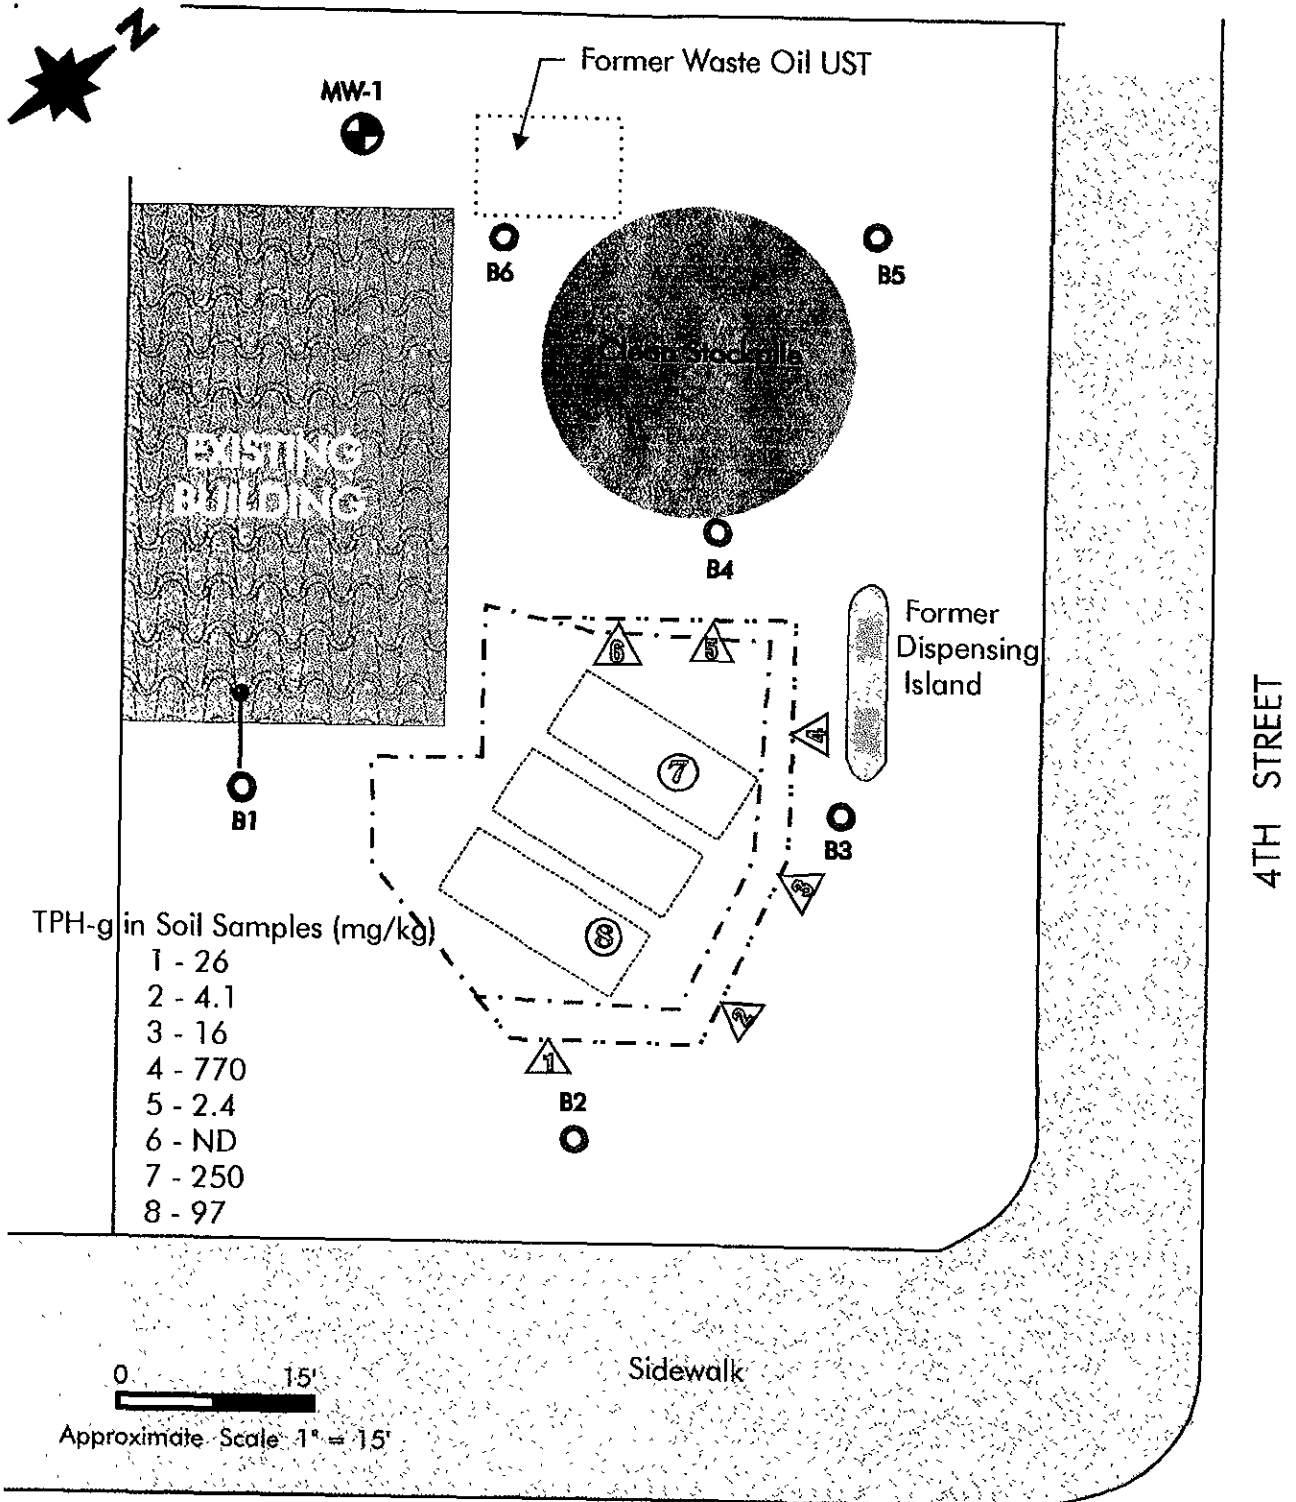 N
Former Waste Oil UST
MW-1
B6
B5
Clean Stockpile
EXISTING
BUILDING
B4
Former
Dispensing
Island
6
5
4
7
B1
B3
3
8
TPH-g in Soil Samples (mg/kg)
1 - 26
2 - 4.1
3 - 16
4 - 770
5 - 2.4
6 - ND
7 - 250
8 - 97
2
1
B2
4TH STREET
Sidewalk
0 15'
Approximate Scale 1" = 15'